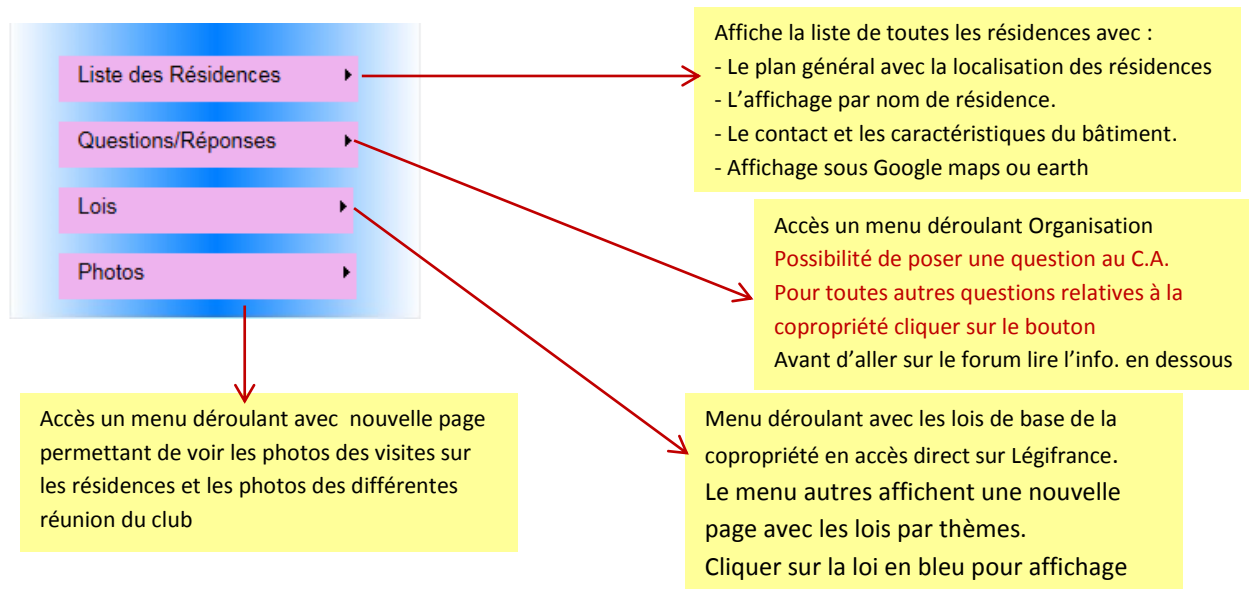 Liste des Résidences
Questions/Réponses
Lois
Photos
Affiche la liste de toutes les résidences avec :
- Le plan général avec la localisation des résidences
- L’affichage par nom de résidence.
- Le contact et les caractéristiques du bâtiment.
- Affichage sous Google maps ou earth
Accès un menu déroulant Organisation
Possibilité de poser une question au C.A.
Pour toutes autres questions relatives à la
copropriété cliquer sur le bouton
Avant d’aller sur le forum lire l’info. en dessous
Accès un menu déroulant avec nouvelle page
permettant de voir les photos des visites sur
les résidences et les photos des différentes
réunion du club
Menu déroulant avec les lois de base de la
copropriété en accès direct sur Légifrance.
Le menu autres affichent une nouvelle
page avec les lois par thèmes.
Cliquer sur la loi en bleu pour affichage